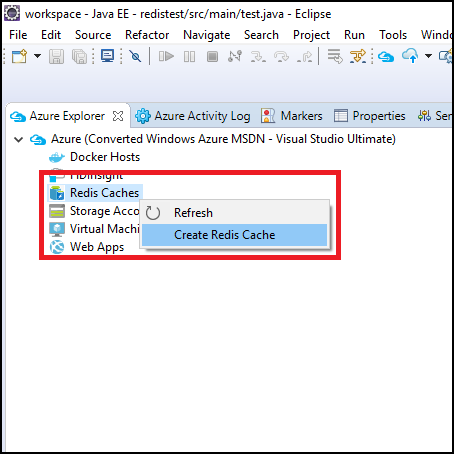 workspace - Java EE - redistest/src/main/test.java - Eclipse
File Edit Source Refactor Navigate Search Project Run Tools Windo
Azure Explorer Azure Activity Log Markers Properties Ser
Azure (Converted Windows Azure MSDN - Visual Studio Ultimate)
Docker Hosts
HDInsight
Redis Caches
Storage Acco Refresh
Virtual Machi Create Redis Cache
Web Apps